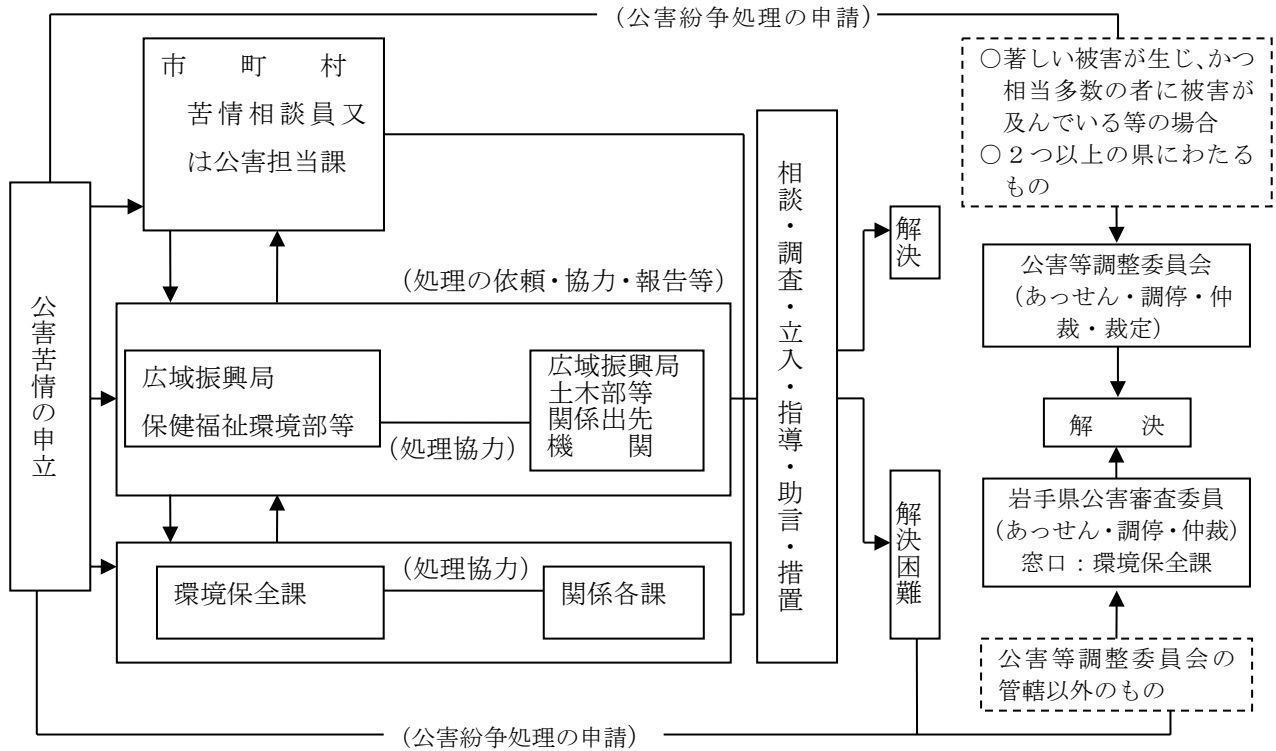 (公害紛争処理の申請)
市　町　村
苦情相談員又
は公害担当課
公害苦情の申立
(処理の依頼・協力・報告等)
広域振興局
保健福祉環境部等
(処理協力)
広域振興局
土木部等
関係出先
機　　関
環境保全課
(処理協力)
関係各課
相談・調査・立入・指導・助言・措置
解決
解決困難
○著しい被害が生じ、かつ
相当多数の者に被害が
及んでいる等の場合
○２つ以上の県にわたる
もの
公害等調整委員会
(あっせん・調停・仲
裁・裁定)
解　　決
岩手県公害審査委員
(あっせん・調停・仲裁)
窓口：環境保全課
公害等調整委員会の
管轄以外のもの
(公害紛争処理の申請)